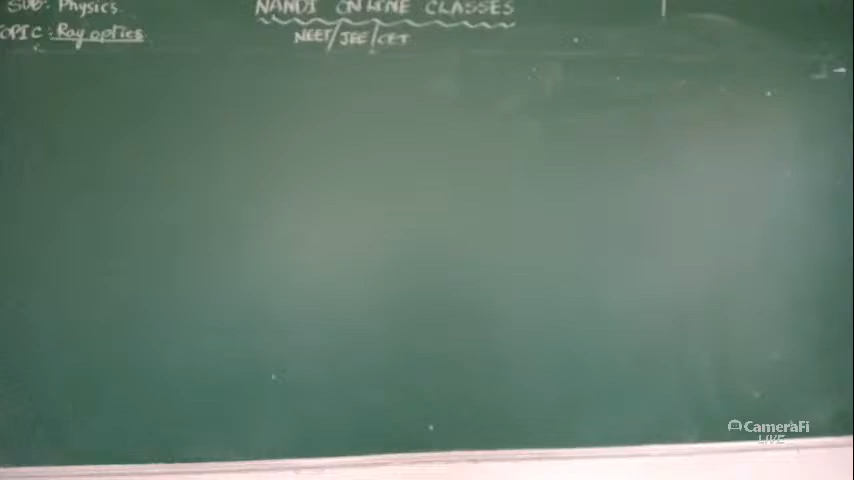 SUB: Physics
NANDI ONLINE CLASSES
TOPIC: Ray optics
NEET/JEE/CET
CameraFi
LIVE